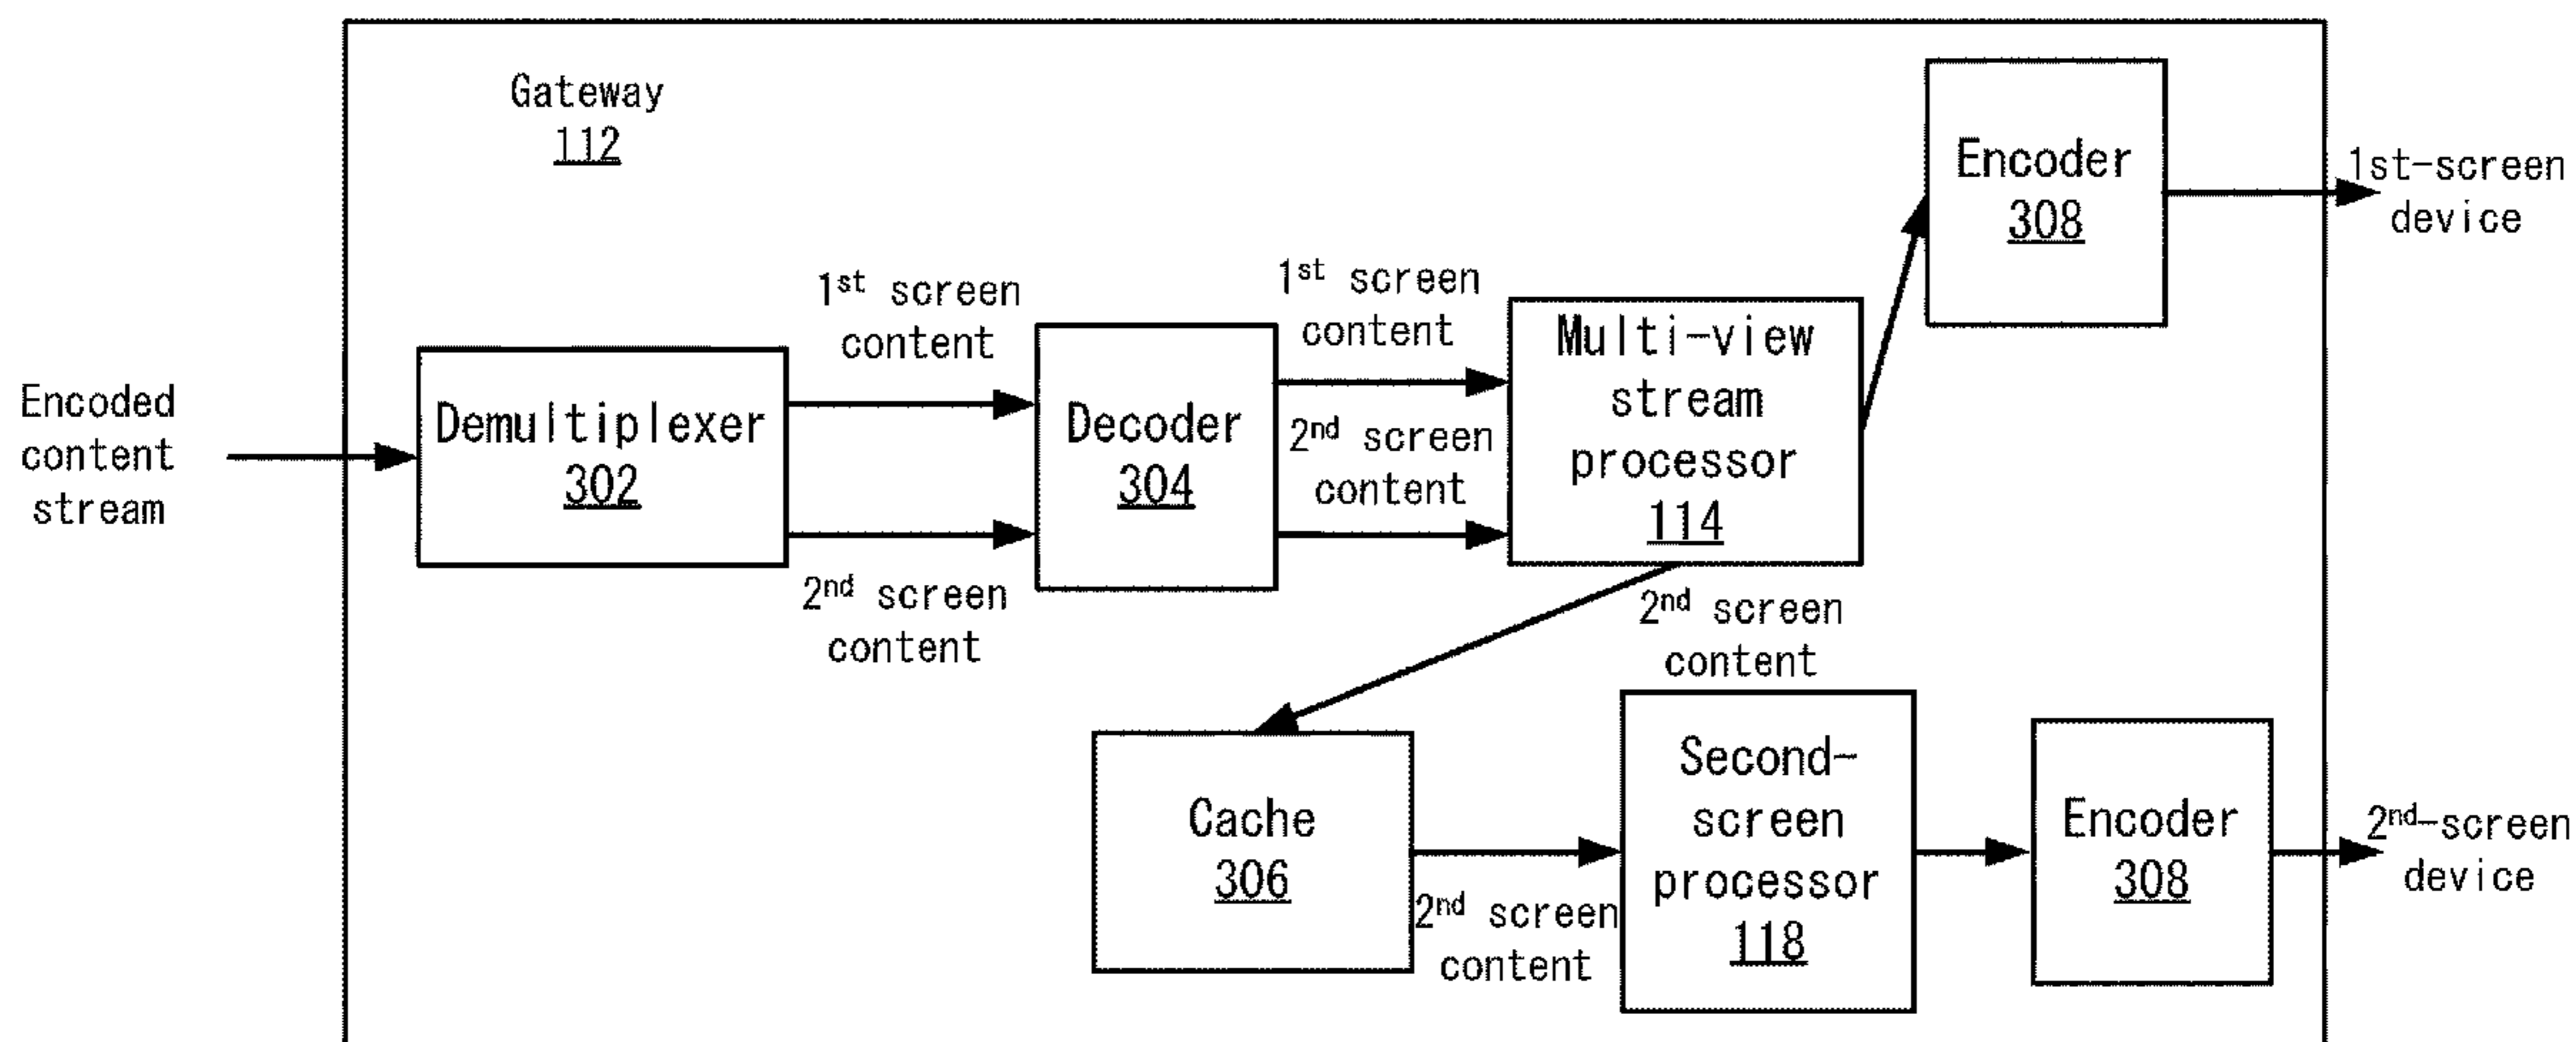 Gateway
112
Encoder
308
1st-screen
device
1st screen
content
1st screen
content
Encoded
content
stream
Demultiplexer
302
Decoder
304
2nd screen
content
Multi-view
stream
processor
114
2nd screen
content
2nd screen
content
Cache
306
2nd screen
content
Second-
screen
processor
118
Encoder
308
2nd-screen
device